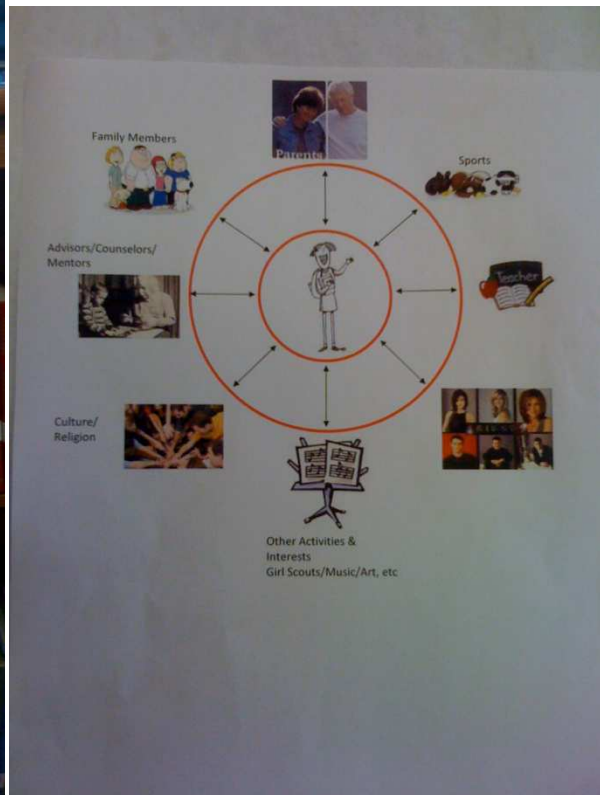 Parents
Family Members
Sports
Advisors/Counselors/
Mentors
Teacher
Culture/
Religion
Other Activities &
Interests
Girl Scouts/Music/Art, etc